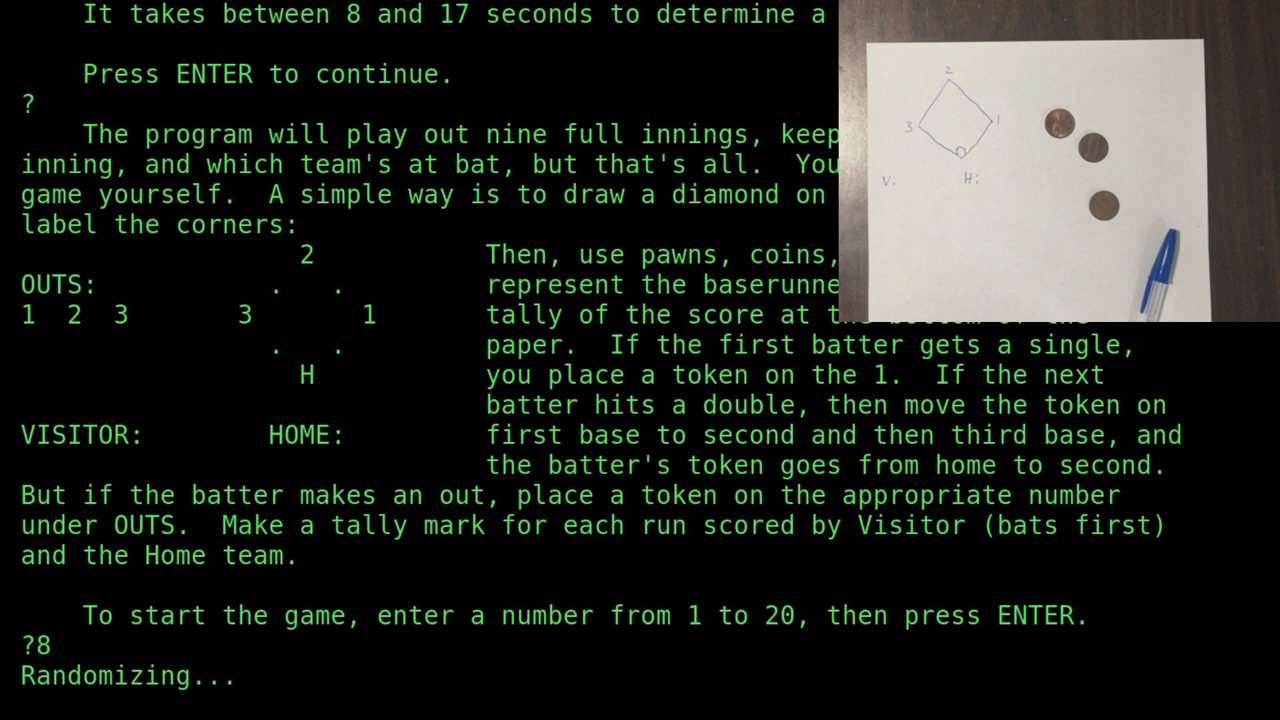 It takes between 8 and 17 seconds to determine a
Press ENTER to continue.
?
The program will play out nine full innings, keep
inning, and which team's at bat, but that's all.  You
game yourself.  A simple way is to draw a diamond on
label the corners:
2 Then, use pawns, coins,
OUTS: . . represent the baserunne
1 2 3 3 1 tally of the score at the bottom of the
. . paper.  If the first batter gets a single,
H you place a token on the 1.  If the next
batter hits a double, then move the token on
VISITOR: HOME: first base to second and then third base, and
the batter's token goes from home to second.
But if the batter makes an out, place a token on the appropriate number
under OUTS.  Make a tally mark for each run scored by Visitor (bats first)
and the Home team.
To start the game, enter a number from 1 to 20, then press ENTER.
?8
Randomizing...
2
3 1
V: H: